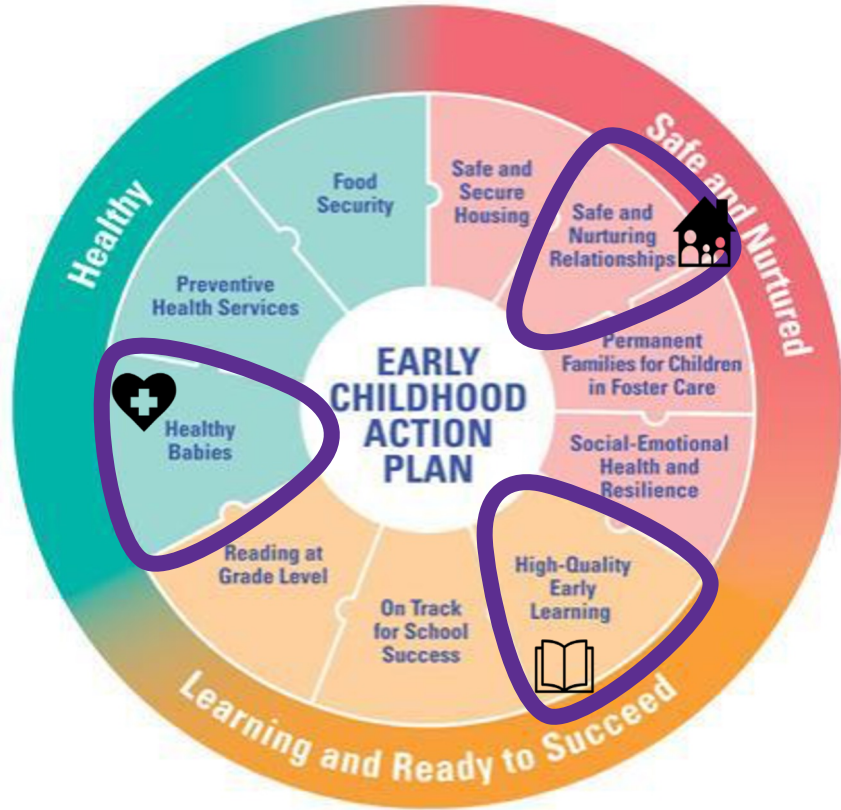 Healthy
Safe and Nurtured
Learning and Ready to Succeed
EARLY
CHILDHOOD
ACTION
PLAN
Food
Security
Safe and
Secure
Housing
Safe and
Nurturing
Relationships
Permanent
Families for Children
in Foster Care
Social-Emotional
Health and
Resilience
High-Quality
Early
Learning
On Track
for School
Success
Reading at
Grade Level
Healthy
Babies
Preventive
Health Services